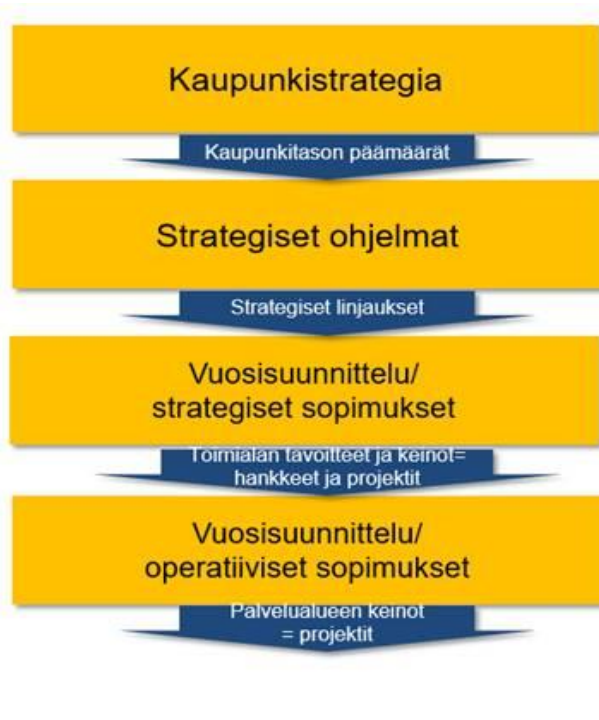 Kaupunkistrategia
Kaupunkitason päämäärät
Strategiset ohjelmat
Strategiset linjaukset
Vuosisuunnittelu/
strategiset sopimukset
Toimialan tavoitteet ja keinot=
hankkeet ja projektit
Vuosisuunnittelu/
operatiiviset sopimukset
Palvelualueen keinot
= projektit